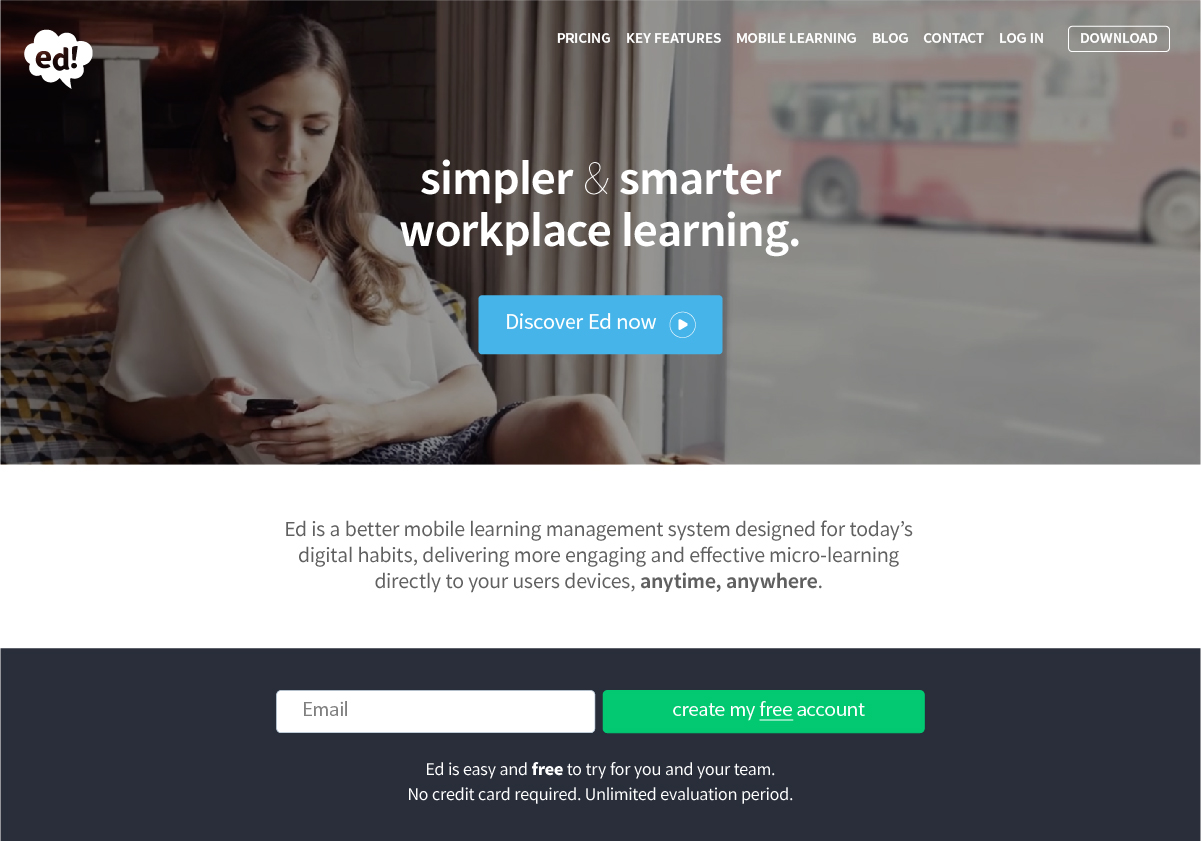 ed!
PRICING KEY FEATURES MOBILE LEARNING BLOG CONTACT LOG IN DOWNLOAD
simpler & smarter
workplace learning.
Discover Ed now
Ed is a better mobile learning management system designed for today’s
digital habits, delivering more engaging and effective micro-learning
directly to your users devices, anytime, anywhere.
Email create my free account
Ed is easy and free to try for you and your team.
No credit card required. Unlimited evaluation period.